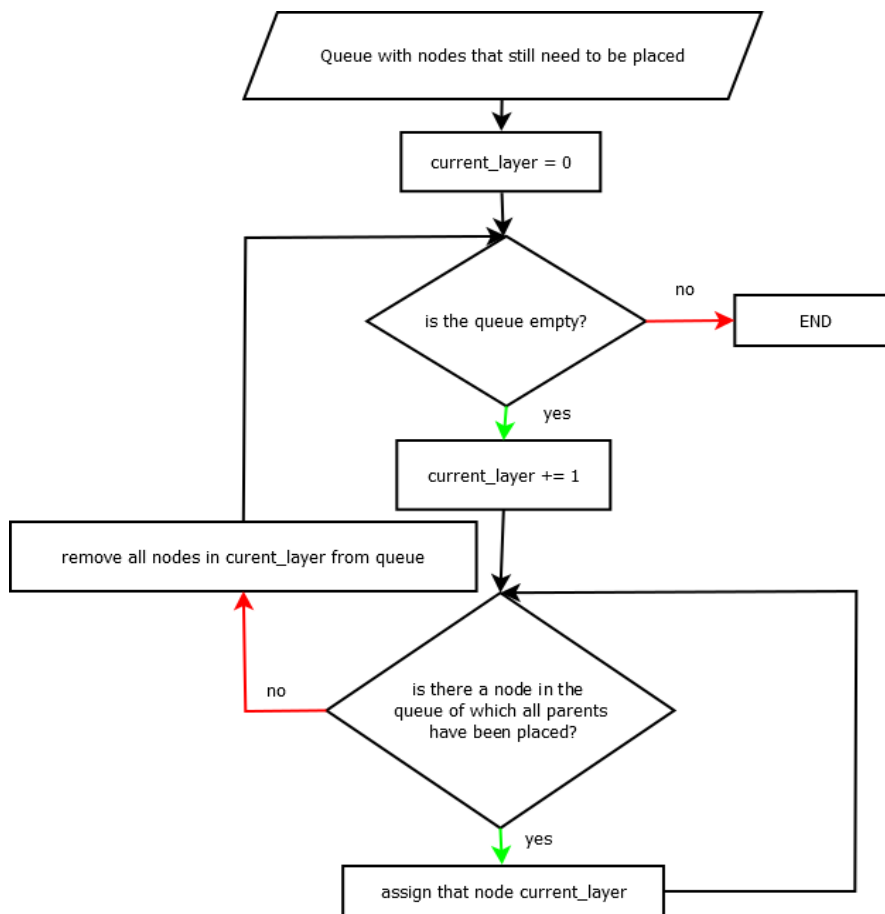 Queue with nodes that still need to be placed
current_layer = 0
is the queue empty?
no
END
yes
current_layer += 1
remove all nodes in curent_layer from queue
is there a node in the
queue of which all parents
have been placed?
no
yes
assign that node current_layer